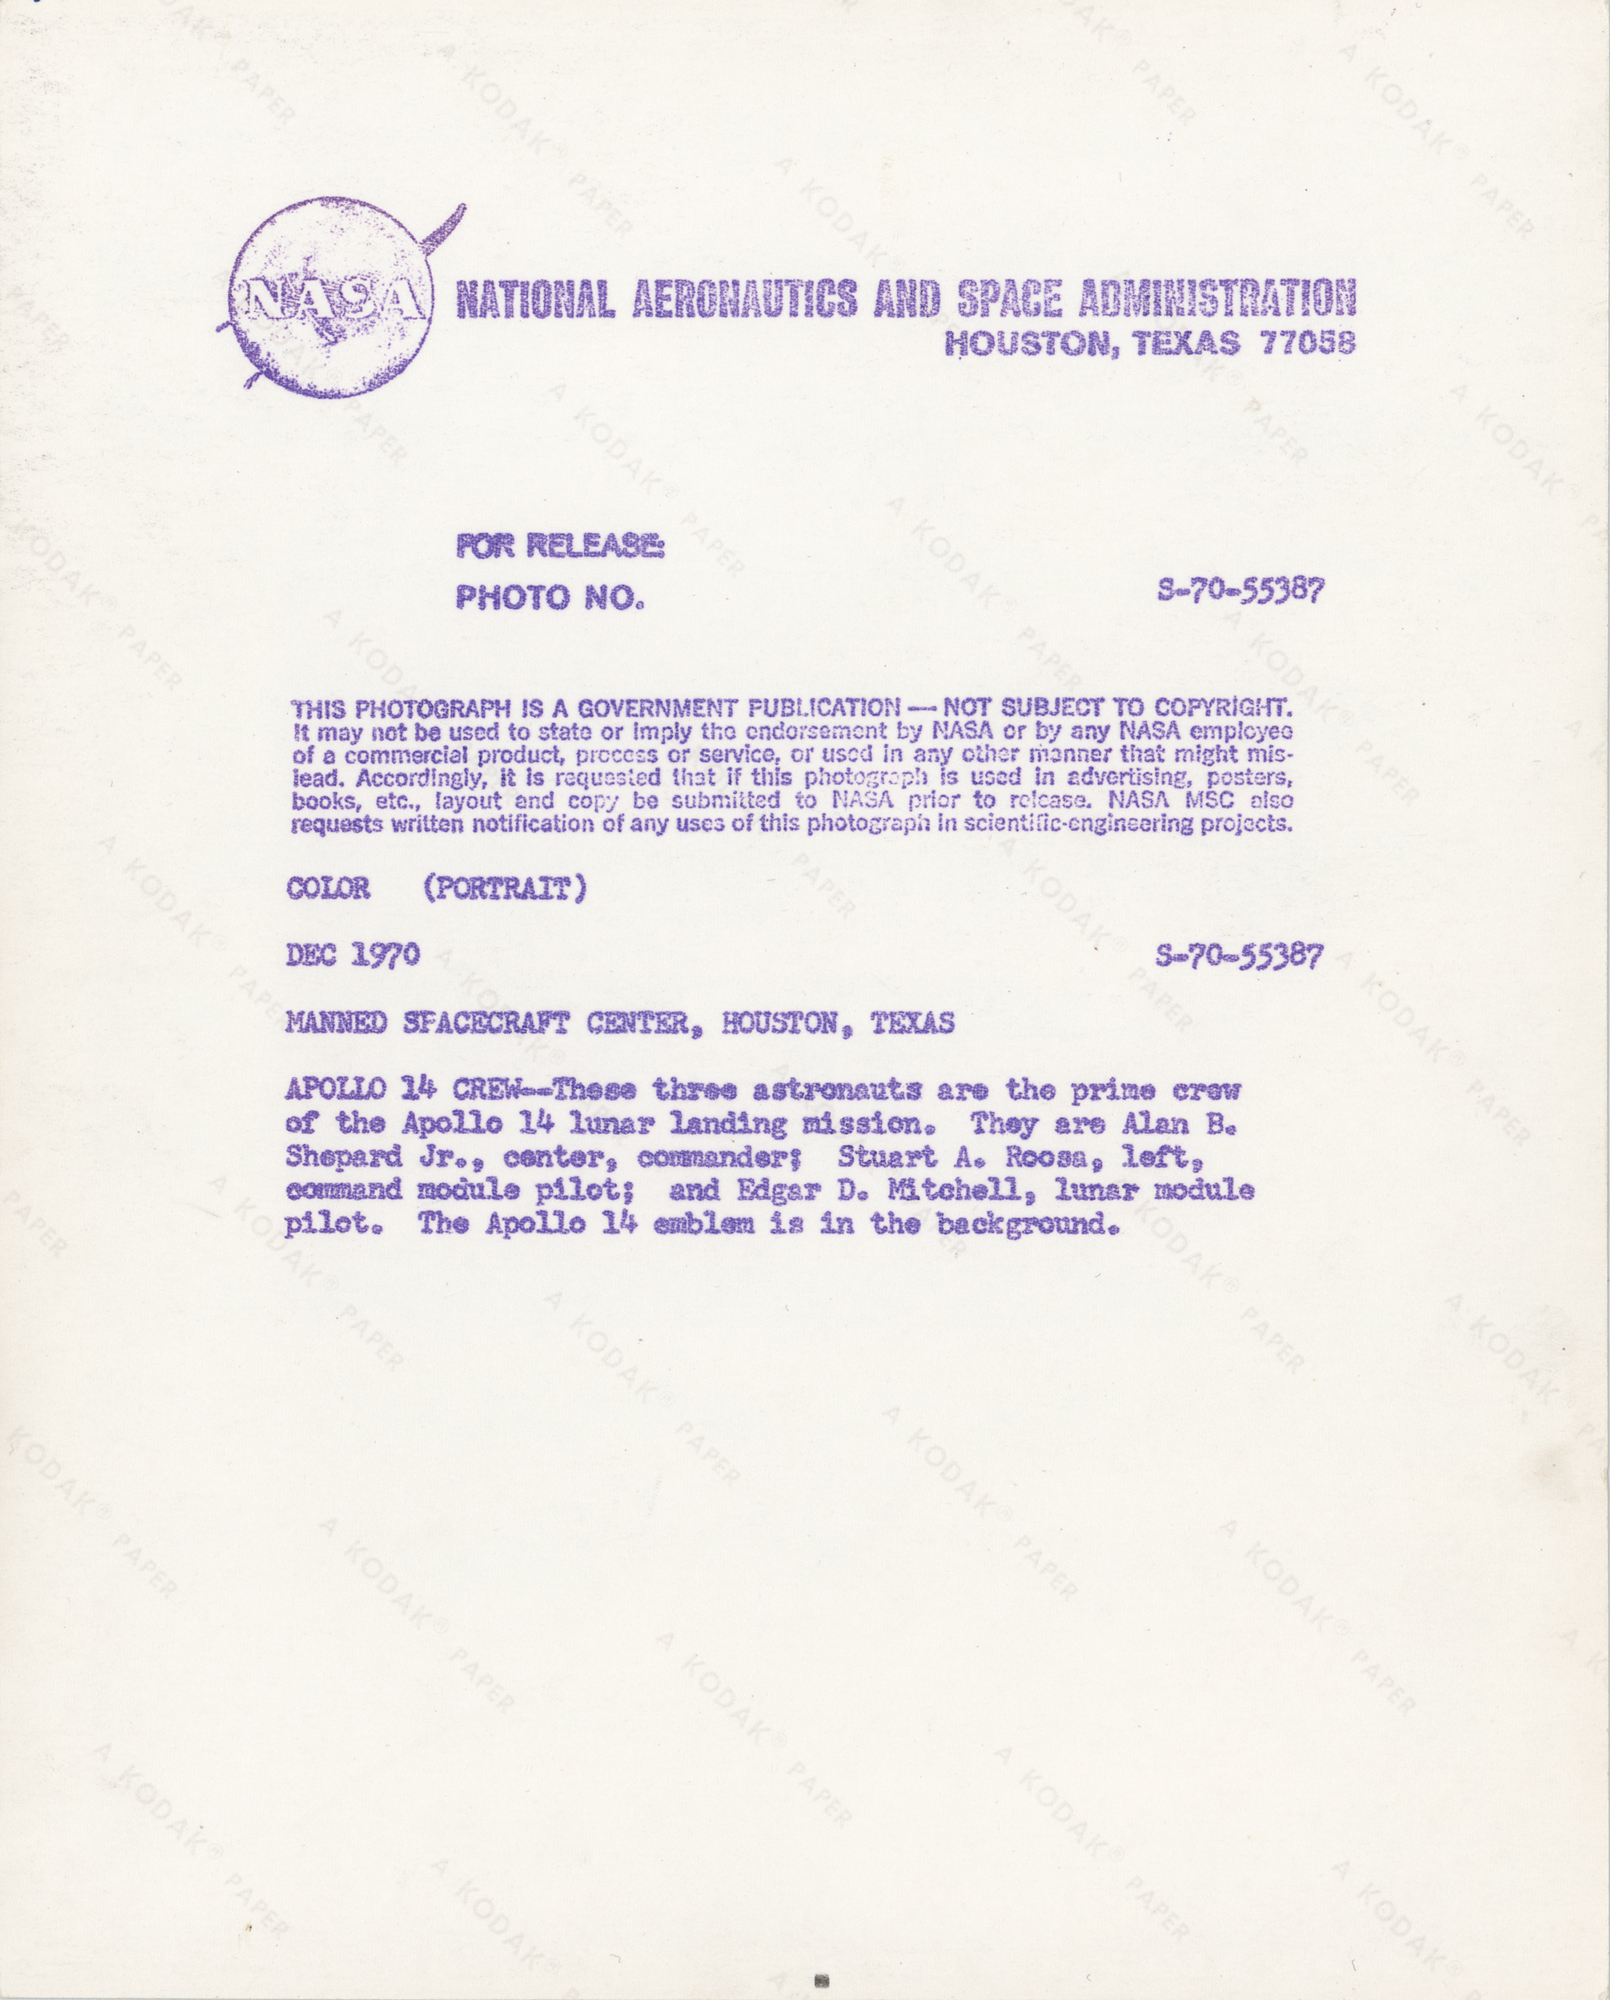 NASA
NATIONAL AERONAUTICS AND SPACE ADMINISTRATION
HOUSTON, TEXAS 77058
FOR RELEASE:
PHOTO NO.
S-70-55387
THIS PHOTOGRAPH IS A GOVERNMENT PUBLICATION — NOT SUBJECT TO COPYRIGHT.
It may not be used to state or imply the endorsement by NASA or by any NASA employee
of a commercial product, process or service, or used in any other manner that might mis-
lead. Accordingly, it is requested that if this photograph is used in advertising, posters,
books, etc., layout and copy be submitted to NASA prior to release. NASA MSC also
requests written notification of any uses of this photograph in scientific-engineering projects.
COLOR (PORTRAIT)
DEC 1970 S-70-55387
MANNED SPACECRAFT CENTER, HOUSTON, TEXAS
APOLLO 14 CREW--These three astronauts are the prime crew
of the Apollo 14 lunar landing mission. They are Alan B.
Shepard Jr., center, commander; Stuart A. Roosa, left,
command module pilot; and Edgar D. Mitchell, lunar module
pilot. The Apollo 14 emblem is in the background.
A KODAK® PAPER